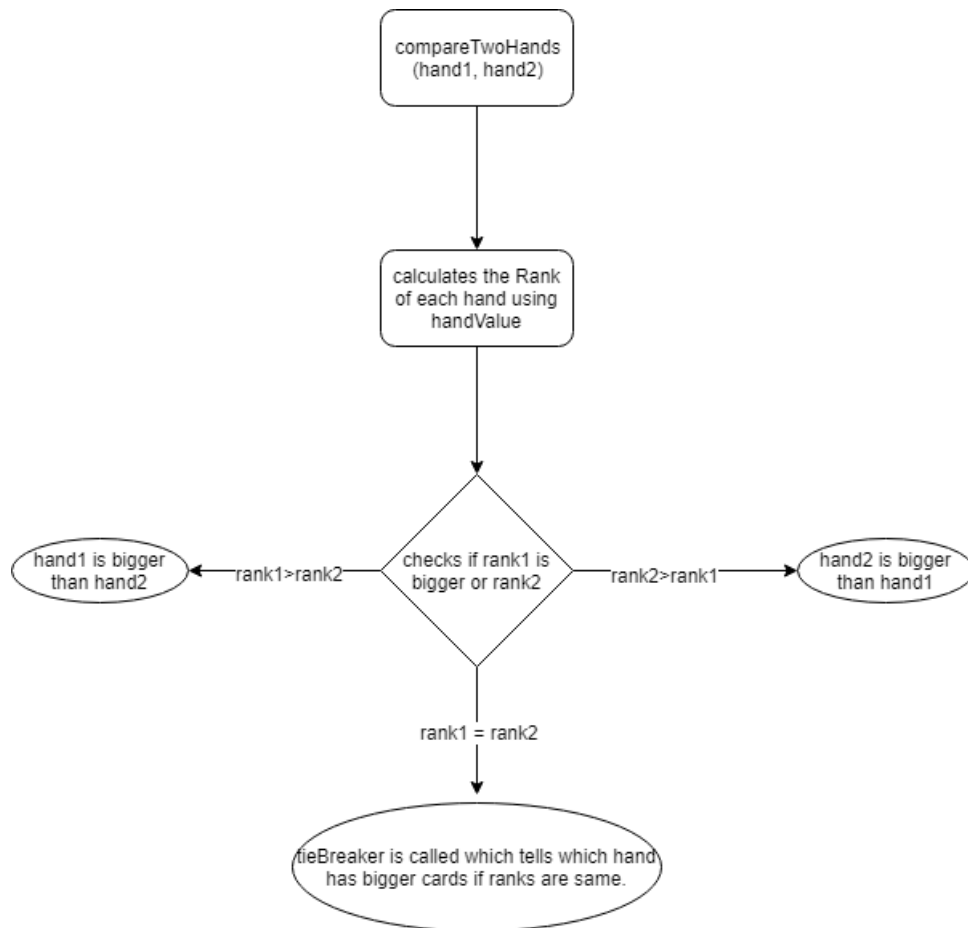 compareTwoHands
(hand1, hand2)
calculates the Rank
of each hand using
handValue
checks if rank1 is
bigger or rank2
rank1>rank2
hand1 is bigger
than hand2
rank2>rank1
hand2 is bigger
than hand1
rank1 = rank2
tieBreaker is called which tells which hand
has bigger cards if ranks are same.